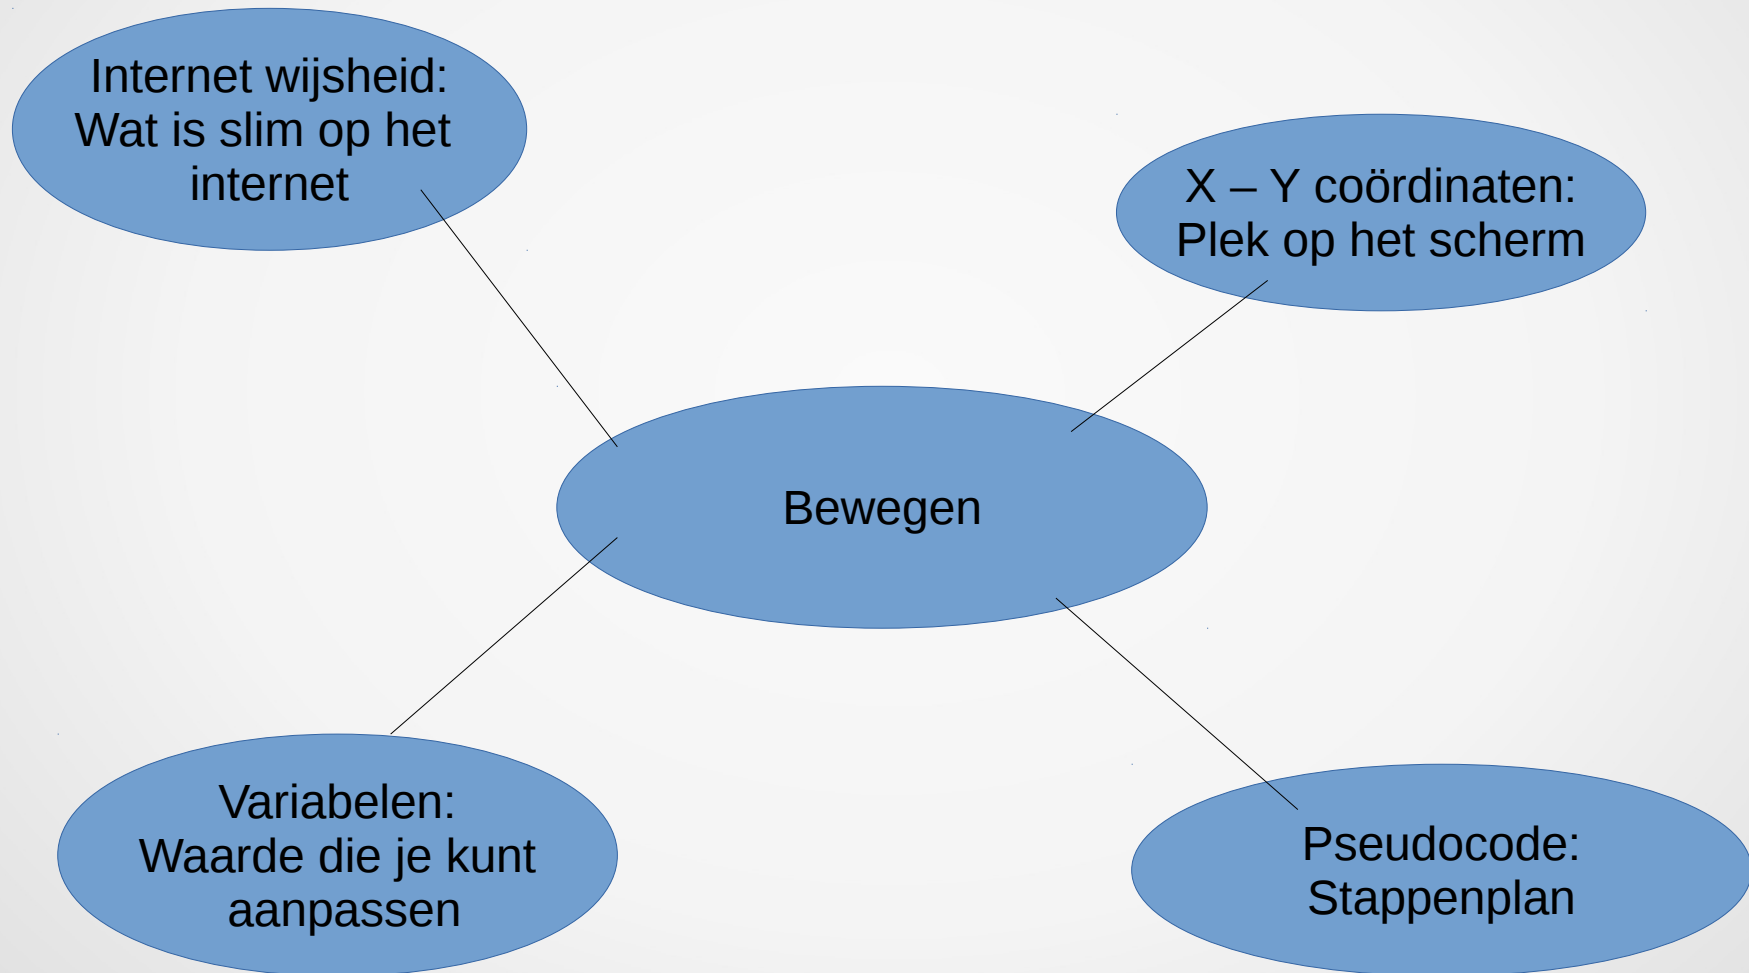 Internet wijsheid:
Wat is slim op het
internet
X – Y coördinaten:
Plek op het scherm
Bewegen
Variabelen:
Waarde die je kunt
aanpassen
Pseudocode:
Stappenplan